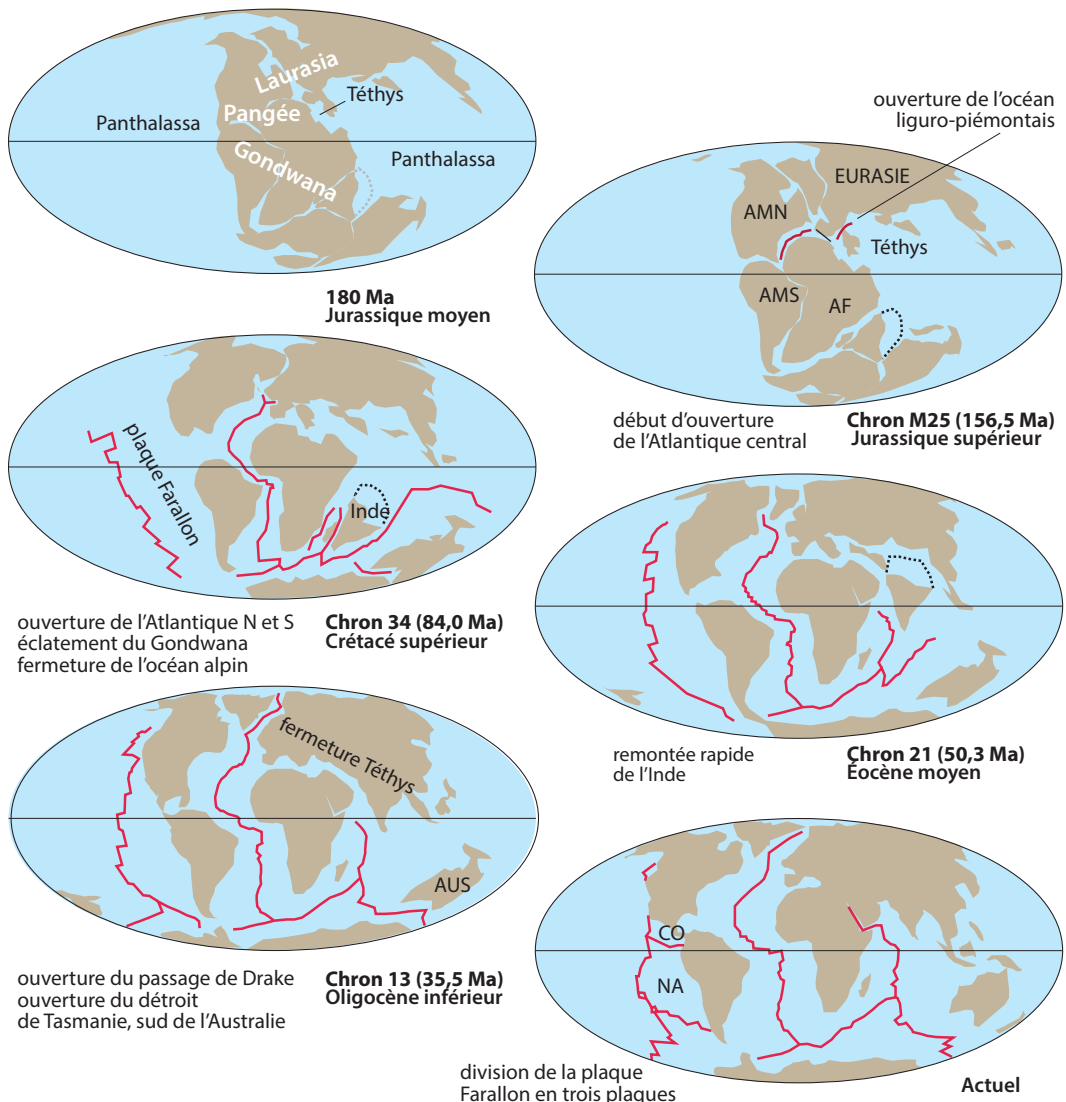 Laurasia
Téthys
Pangée
Panthalassa
Gondwana
Panthalassa
180 Ma
Jurassique moyen
ouverture de l’océan
liguro-piémontais
EURASIE
AMN
Téthys
AMS
AF
début d’ouverture
de l’Atlantique central
Chron M25 (156,5 Ma)
Jurassique supérieur
plaque Farallon
Inde
ouverture de l’Atlantique N et S
éclatement du Gondwana
fermeture de l’océan alpin
Chron 34 (84,0 Ma)
Crétacé supérieur
remontée rapide
de l’Inde
Chron 21 (50,3 Ma)
Éocène moyen
fermeture Téthys
AUS
ouverture du passage de Drake
ouverture du détroit
de Tasmanie, sud de l’Australie
Chron 13 (35,5 Ma)
Oligocène inférieur
CO
NA
division de la plaque
Farallon en trois plaques
Actuel